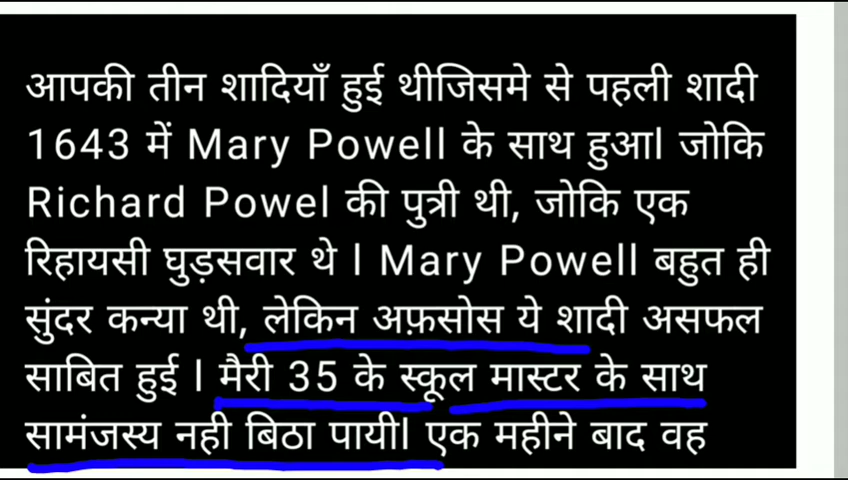 आपकी तीन शादियाँ हुई थीजिसमे से पहली शादी
1643 में Mary Powell के साथ हुआl जोकि
Richard Powel की पुत्री थी, जोकि एक
रिहायसी घुड़सवार थे l Mary Powell बहुत ही
सुंदर कन्या थी, लेकिन अफ़सोस ये शादी असफल
साबित हुई l मैरी 35 के स्कूल मास्टर के साथ
सामंजस्य नही बिठा पायीl एक महीने बाद वह